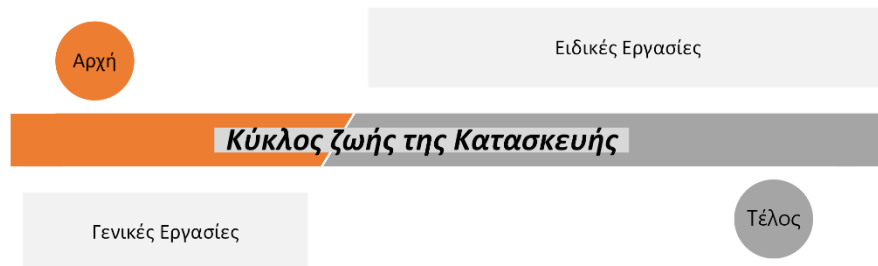 Αρχή
Ειδικές Εργασίες
Κύκλος ζωής της Κατασκευής
Γενικές Εργασίες
Τέλος